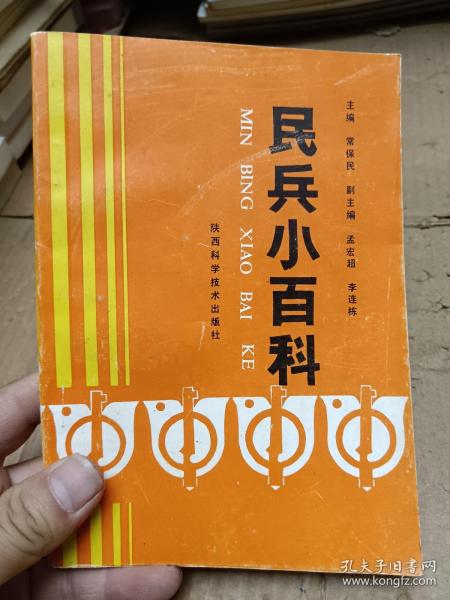 主编 常保民 副主编 孟宏超 李连栋
民兵小百科
MIN BING XIAO BAI KE
陕西科学技术出版社
孔夫子旧书网
www.kongfz.com